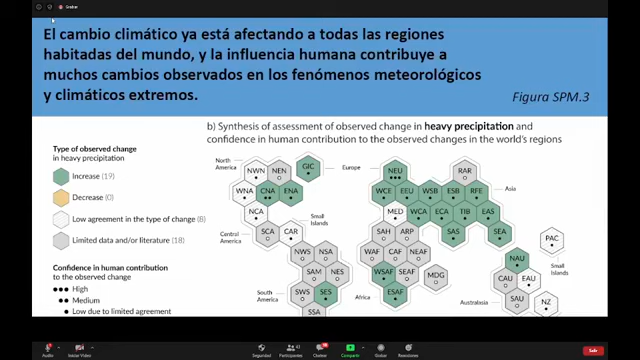 Grabar
El cambio climático ya está afectando a todas las regiones
habitadas del mundo, y la influencia humana contribuye a
muchos cambios observados en los fenómenos meteorológicos
y climáticos extremos.
Figura SPM.3
b) Synthesis of assessment of observed change in heavy precipitation and
confidence in human contribution to the observed changes in the world's regions
Type of observed change
in heavy precipitation
Increase (19)
Decrease (0)
Low agreement in the type of change (8)
Limited data and/or literature (18)
Confidence in human contribution
to the observed change
High
Medium
Low due to limited agreement
North
America
GIC
Europe
NEU
RAR
NWN NEN
WNA CNA ENA
WCE EEU WSB ESB RFE
Asia
NCA
MED WCA ECA TIB EAS
Small
Islands
Central
America
SCA CAR
SAH ARP SAS SEA
PAC
NWS NSA
WAF CAF NEAF
NAU
Small
Islands
SAM NES
WSAF SEAF MDG
CAU EAU
South
America
SWS SES
Africa
ESAF
Australasia
SAU NZ
SSA
Audio
Iniciar Video
Seguridad
Participantes
Chatear
Compartir
Grabar
Reacciones
Salir